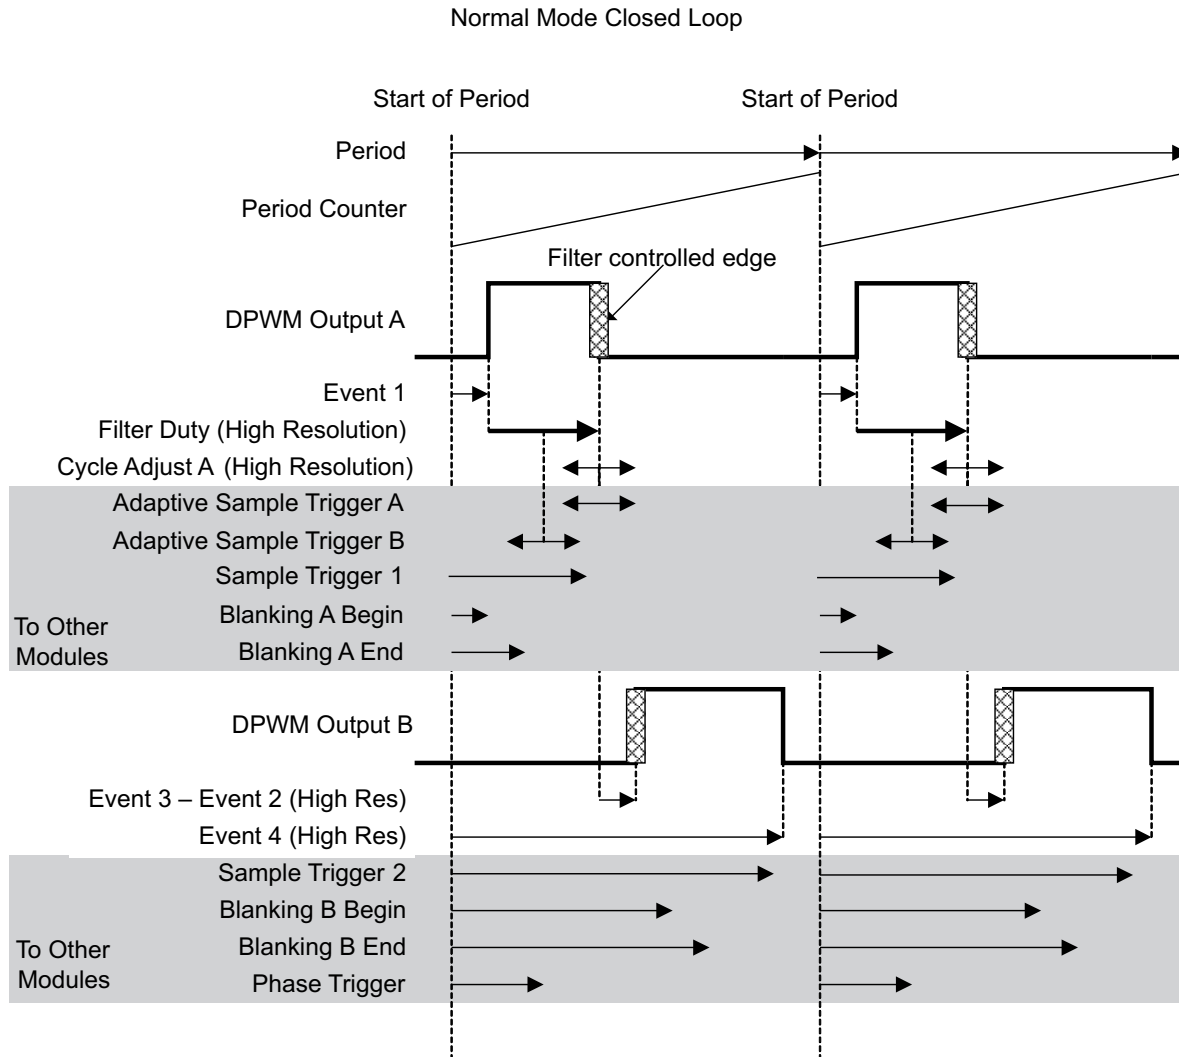 Normal Mode Closed Loop
Start of Period
Start of Period
Period
Period Counter
Filter controlled edge
DPWM Output A
Event 1
Filter Duty (High Resolution)
Cycle Adjust A (High Resolution)
Adaptive Sample Trigger A
Adaptive Sample Trigger B
Sample Trigger 1
Blanking A Begin
To Other
Modules
Blanking A End
DPWM Output B
Event 3 – Event 2 (High Res)
Event 4 (High Res)
Sample Trigger 2
Blanking B Begin
Blanking B End
To Other
Modules
Phase Trigger